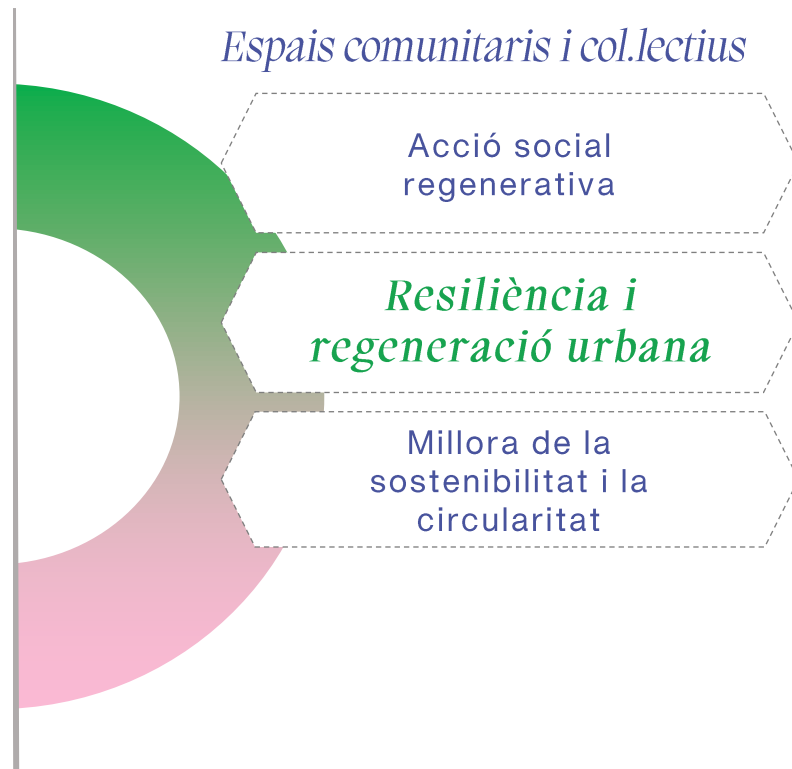 Espais comunitaris i col.lectius
Acció social
regenerativa
Resiliència i
regeneració urbana
Millora de la
sostenibilitat i la
circularitat